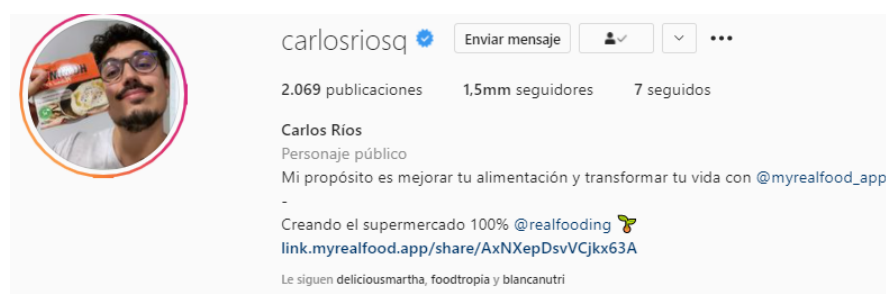 carlosriosq
Enviar mensaje
2.069 publicaciones 1,5mm seguidores 7 seguidos
Carlos Ríos
Personaje público
Mi propósito es mejorar tu alimentación y transformar tu vida con @myrealfood_app
-
Creando el supermercado 100% @realfooding
link.myrealfood.app/share/AxNXepDsvVCjkx63A
Le siguen deliciousmartha, foodtropia y blancanutri